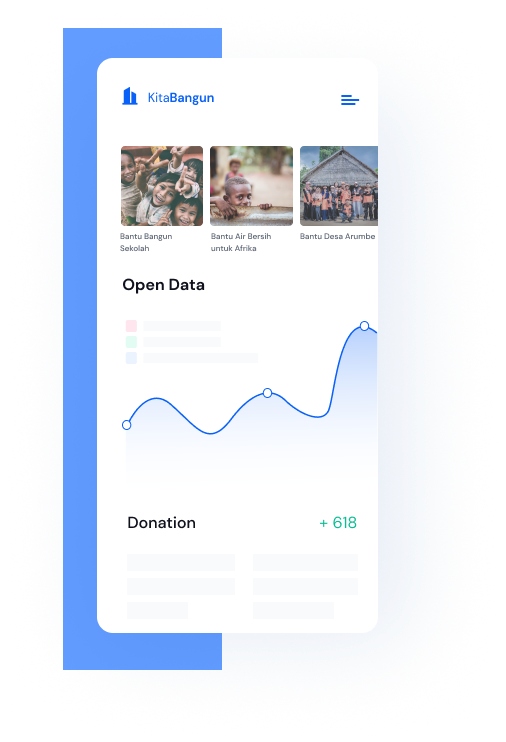 KitaBangun
Bantu Bangun
Sekolah
Bantu Air Bersih
untuk Afrika
Bantu Desa Arumbe
Open Data
Donation
+ 618